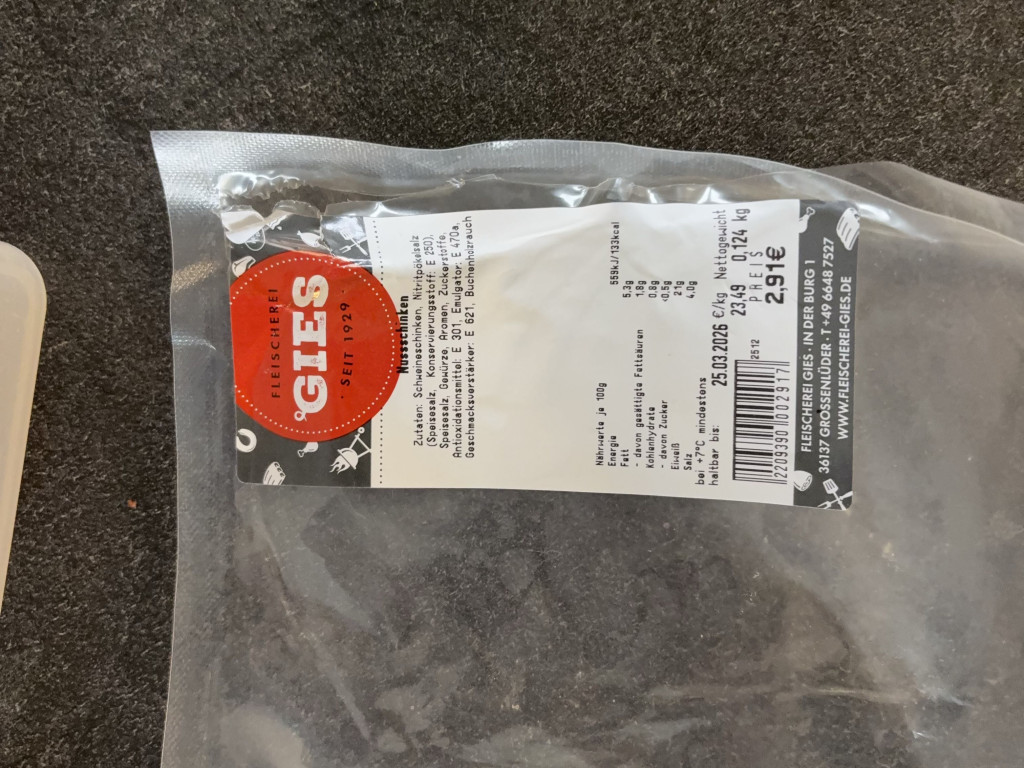 FLEISCHEREI
GIES
· SEIT 1929 ·
Nussschinken
Zutaten: Schweineschinken, Nitritpökelsalz
(Speisesalz, Konservierungsstoff: E 250),
Speisesalz, Gewürze, Aromen, Zuckerstoffe,
Antioxidationsmittel: E 301, Emulgator: E 470a,
Geschmacksverstärker: E 621, Buchenholzrauch
Nährwerte je 100g
Energie 559kJ/133kcal
Fett 5,3g
- davon gesättigte Fettsäuren 1,8g
Kohlenhydrate 0,8g
- davon Zucker <0,5g
Eiweiß 21g
Salz 4,0g
bei +7°C mindestens
haltbar bis: 25.03.2026 €/kg Nettogewicht
23,49 0,124 kg
PREIS
2,91€
2512
2209390 002917
FLEISCHEREI GIES · IN DER BURG 1
36137 GROSSENLÜDER · T +49 6648 7527
WWW.FLEISCHEREI-GIES.DE